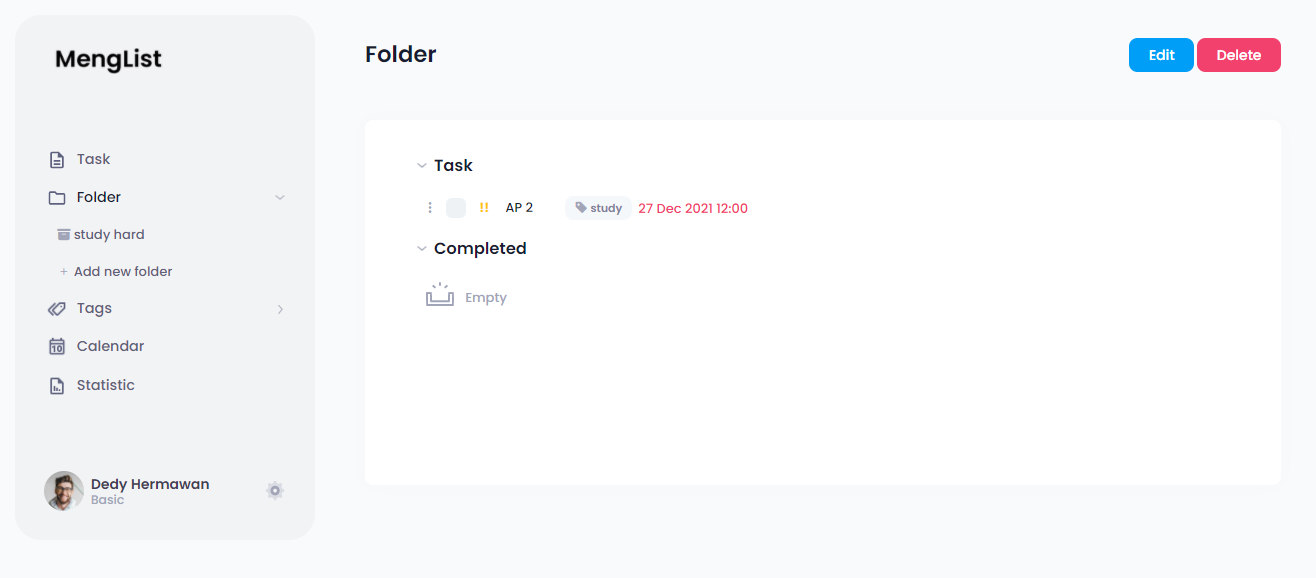 MengList
Task
Folder
study hard
+ Add new folder
Tags
10
Calendar
Statistic
Dedy Hermawan
Basic
Folder
Edit
Delete
Task
!! AP 2 study 27 Dec 2021 12:00
Completed
Empty